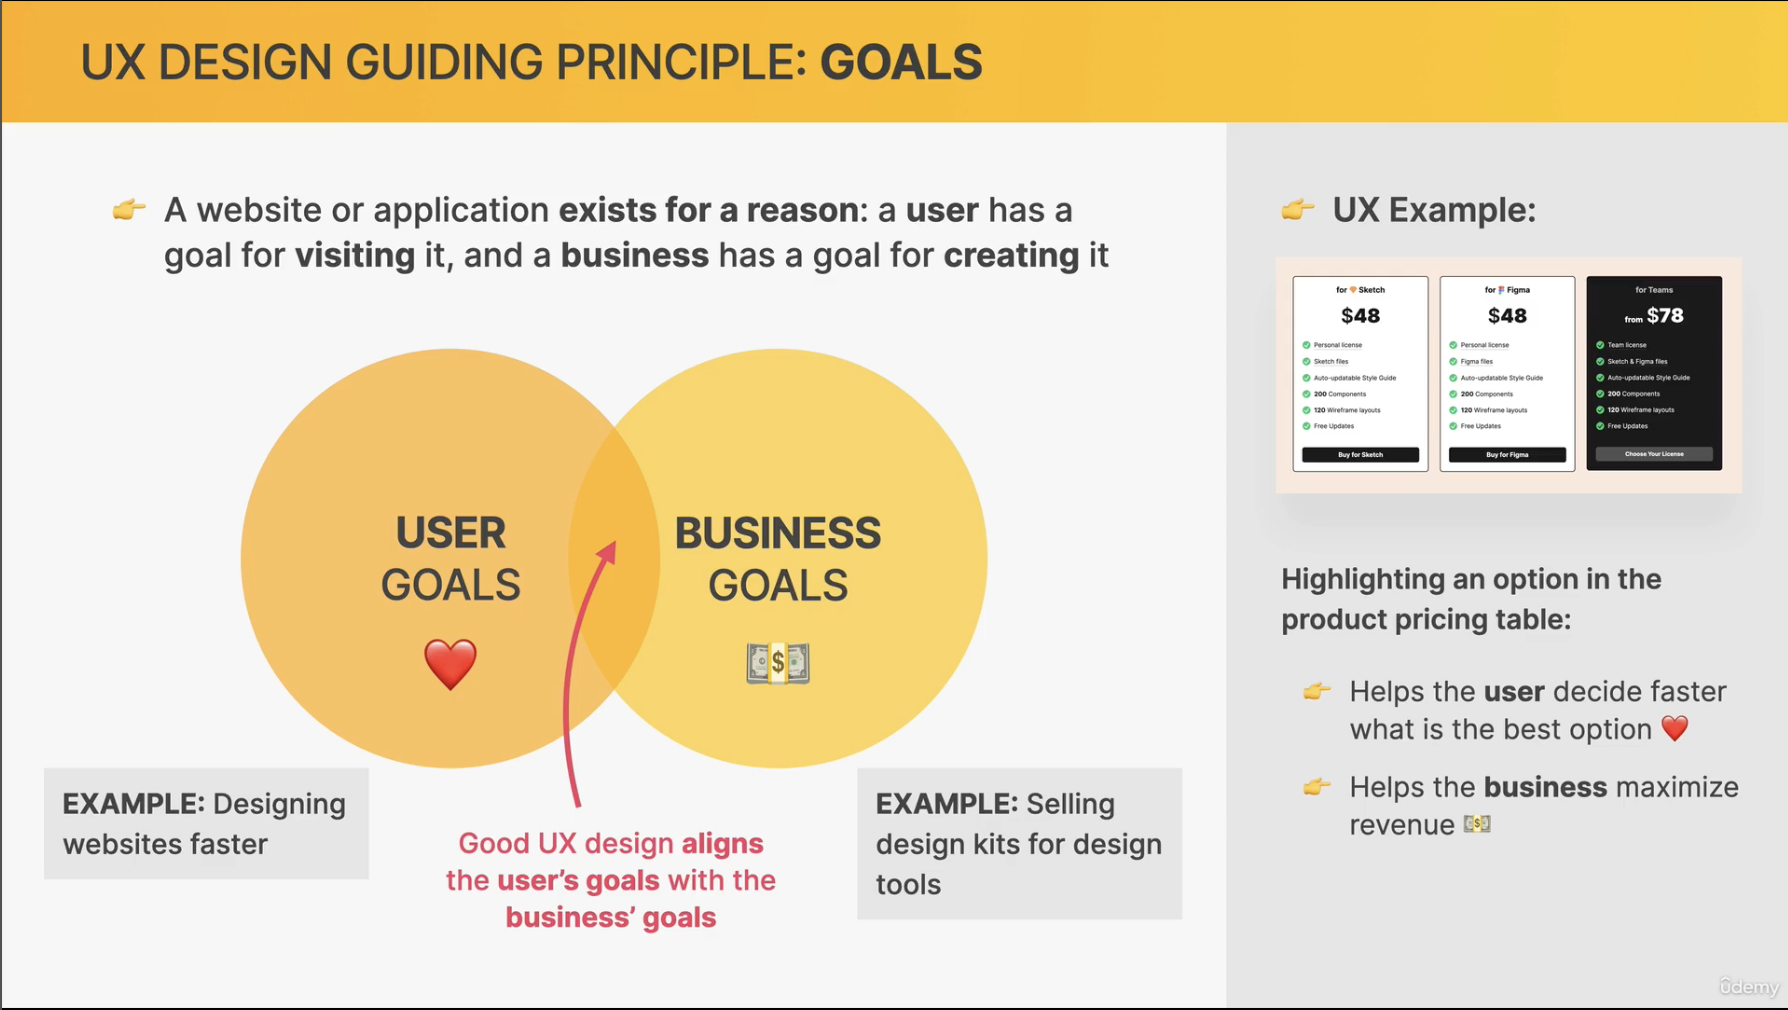 UX DESIGN GUIDING PRINCIPLE: GOALS
A website or application exists for a reason: a user has a
goal for visiting it, and a business has a goal for creating it
USER
GOALS
BUSINESS
GOALS
EXAMPLE: Designing
websites faster
Good UX design aligns
the user’s goals with the
business’ goals
EXAMPLE: Selling
design kits for design
tools
UX Example:
for Sketch
$48
Personal license
Sketch files
Auto-updatable Style Guide
200 Components
120 Wireframe layouts
Free Updates
Buy for Sketch
for Figma
$48
Personal license
Figma files
Auto-updatable Style Guide
200 Components
120 Wireframe layouts
Free Updates
Buy for Figma
for Teams
from $78
Team license
Sketch & Figma files
Auto-updatable Style Guide
200 Components
120 Wireframe layouts
Free Updates
Choose Your License
Highlighting an option in the
product pricing table:
Helps the user decide faster
what is the best option
Helps the business maximize
revenue
udemy